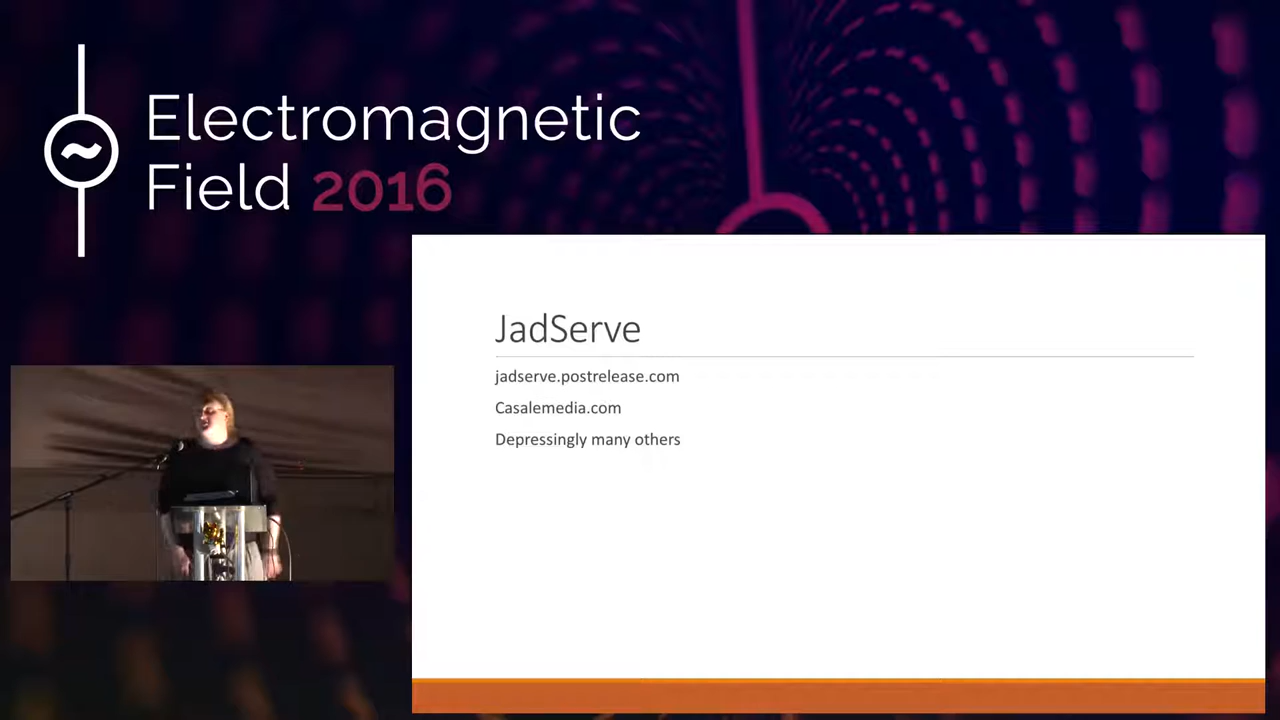 Electromagnetic
Field 2016
JadServe
jadserve.postrelease.com
Casalemedia.com
Depressingly many others